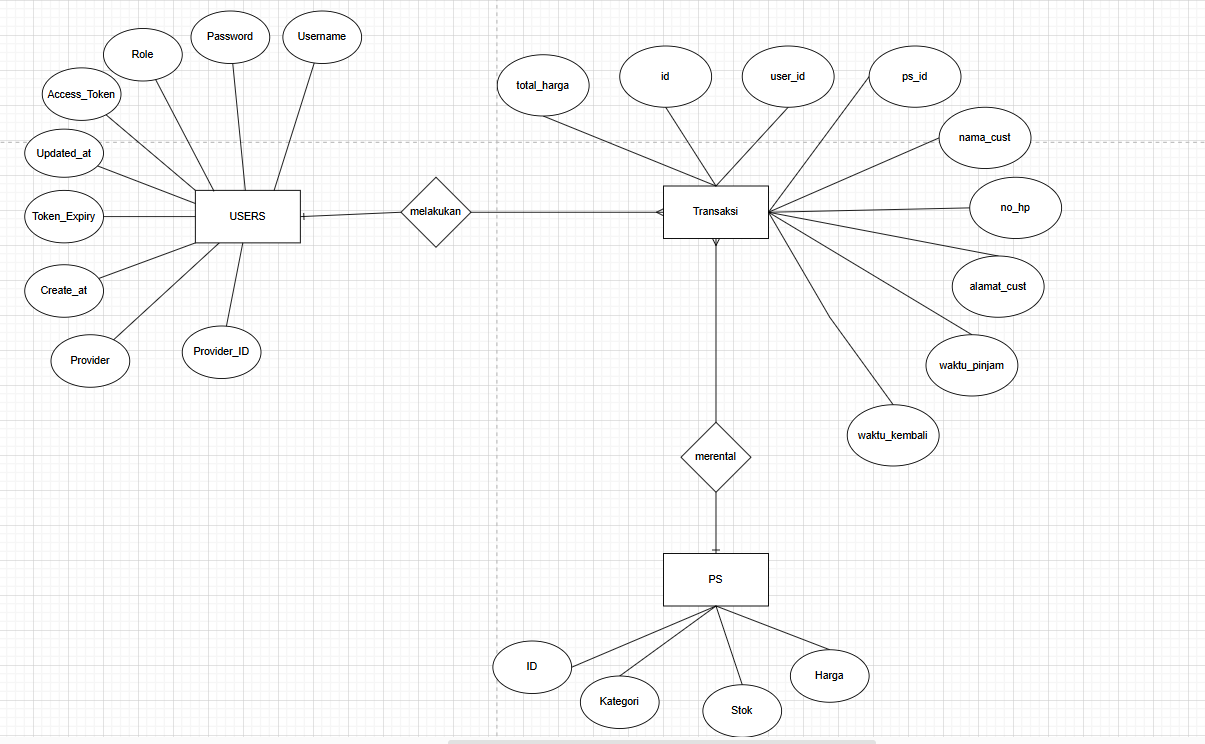 Password
Username
Role
Access_Token
Updated_at
Token_Expiry
Create_at
Provider
Provider_ID
USERS
melakukan
total_harga
id
user_id
ps_id
nama_cust
no_hp
alamat_cust
waktu_pinjam
waktu_kembali
Transaksi
merental
PS
ID
Kategori
Stok
Harga